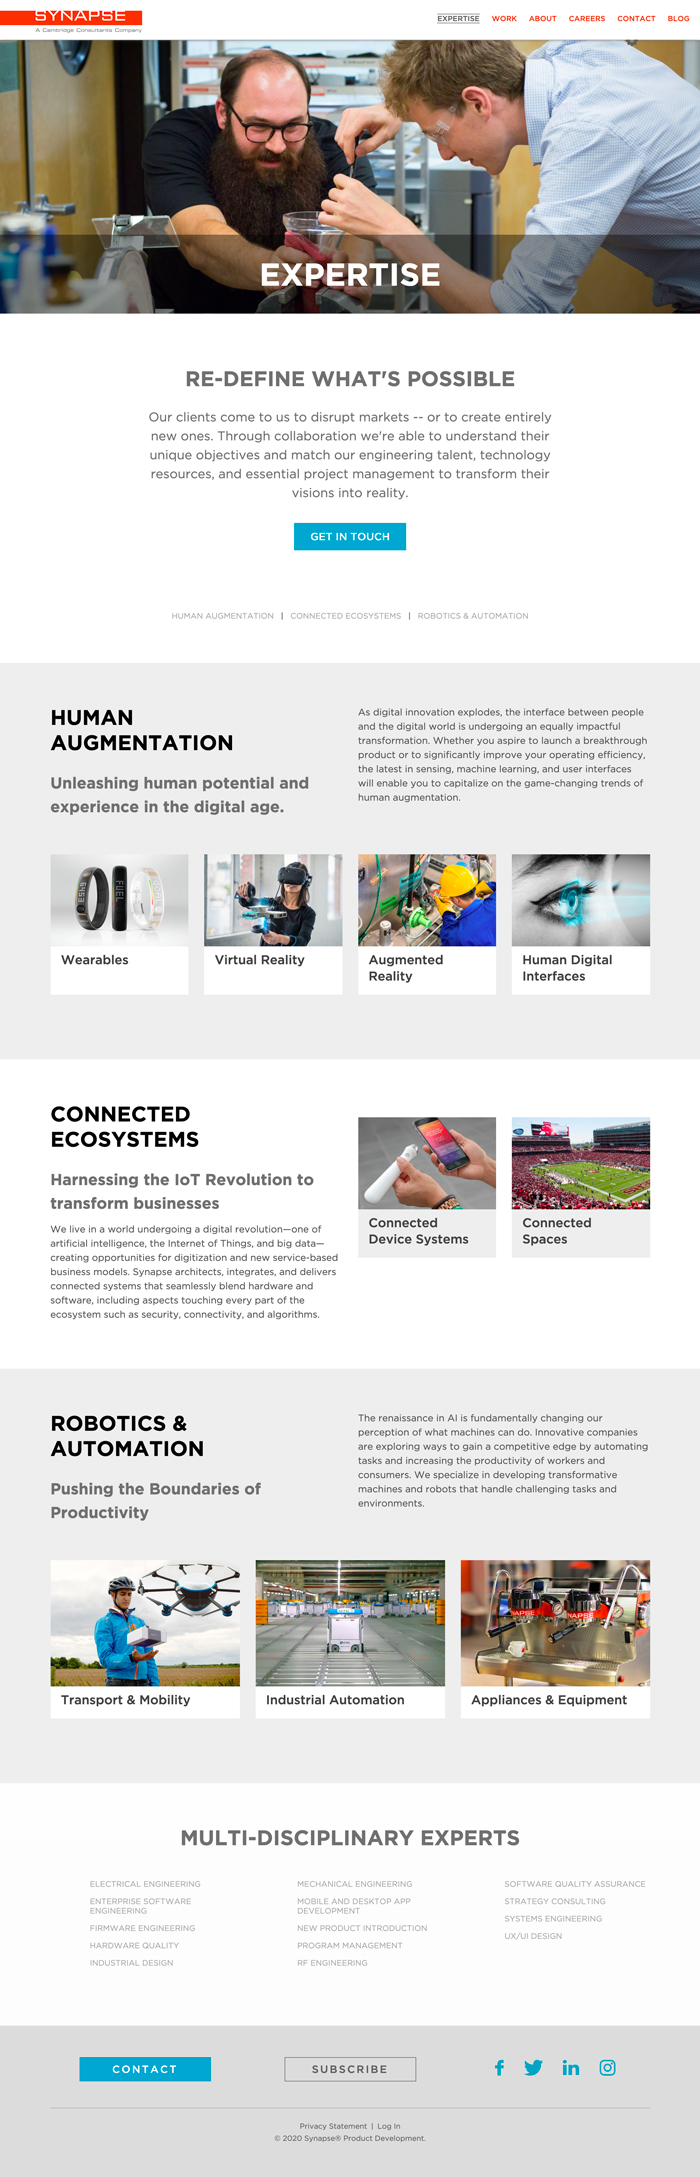 SYNAPSE
A Cambridge Consultants Company
EXPERTISE WORK ABOUT CAREERS CONTACT BLOG
EXPERTISE
RE-DEFINE WHAT'S POSSIBLE
Our clients come to us to disrupt markets -- or to create entirely
new ones. Through collaboration we're able to understand their
unique objectives and match our engineering talent, technology
resources, and essential project management to transform their
visions into reality.
GET IN TOUCH
HUMAN AUGMENTATION | CONNECTED ECOSYSTEMS | ROBOTICS & AUTOMATION
HUMAN
AUGMENTATION
Unleashing human potential and
experience in the digital age.
As digital innovation explodes, the interface between people
and the digital world is undergoing an equally impactful
transformation. Whether you aspire to launch a breakthrough
product or to significantly improve your operating efficiency,
the latest in sensing, machine learning, and user interfaces
will enable you to capitalize on the game-changing trends of
human augmentation.
FUEL
Wearables
Virtual Reality
Augmented
Reality
Human Digital
Interfaces
CONNECTED
ECOSYSTEMS
Harnessing the IoT Revolution to
transform businesses
We live in a world undergoing a digital revolution—one of
artificial intelligence, the Internet of Things, and big data—
creating opportunities for digitization and new service-based
business models. Synapse architects, integrates, and delivers
connected systems that seamlessly blend hardware and
software, including aspects touching every part of the
ecosystem such as security, connectivity, and algorithms.
Connected
Device Systems
Connected
Spaces
ROBOTICS &
AUTOMATION
Pushing the Boundaries of
Productivity
The renaissance in AI is fundamentally changing our
perception of what machines can do. Innovative companies
are exploring ways to gain a competitive edge by automating
tasks and increasing the productivity of workers and
consumers. We specialize in developing transformative
machines and robots that handle challenging tasks and
environments.
NAPSE
NAPSE
Transport & Mobility
Industrial Automation
Appliances & Equipment
MULTI-DISCIPLINARY EXPERTS
ELECTRICAL ENGINEERING
ENTERPRISE SOFTWARE
ENGINEERING
FIRMWARE ENGINEERING
HARDWARE QUALITY
INDUSTRIAL DESIGN
MECHANICAL ENGINEERING
MOBILE AND DESKTOP APP
DEVELOPMENT
NEW PRODUCT INTRODUCTION
PROGRAM MANAGEMENT
RF ENGINEERING
SOFTWARE QUALITY ASSURANCE
STRATEGY CONSULTING
SYSTEMS ENGINEERING
UX/UI DESIGN
CONTACT
SUBSCRIBE
Privacy Statement | Log In
© 2020 Synapse® Product Development.